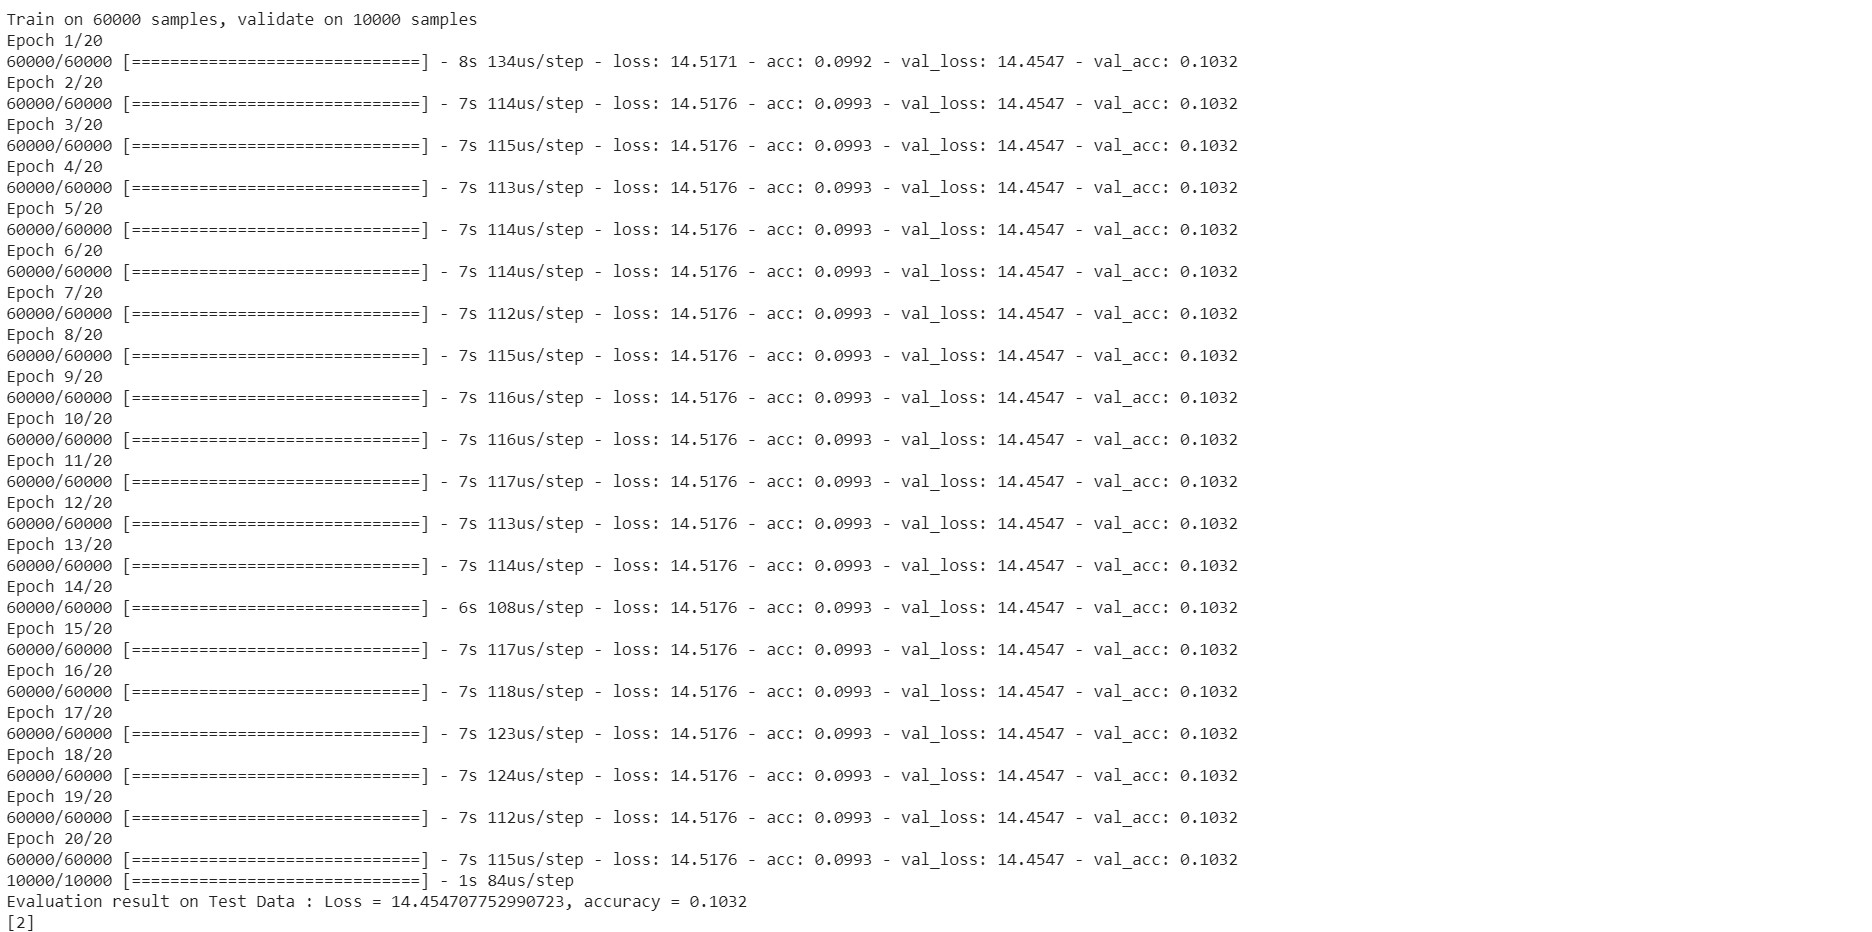 Train on 60000 samples, validate on 10000 samples
Epoch 1/20
60000/60000 [==============================] - 8s 134us/step - loss: 14.5171 - acc: 0.0992 - val_loss: 14.4547 - val_acc: 0.1032
Epoch 2/20
60000/60000 [==============================] - 7s 114us/step - loss: 14.5176 - acc: 0.0993 - val_loss: 14.4547 - val_acc: 0.1032
Epoch 3/20
60000/60000 [==============================] - 7s 115us/step - loss: 14.5176 - acc: 0.0993 - val_loss: 14.4547 - val_acc: 0.1032
Epoch 4/20
60000/60000 [==============================] - 7s 113us/step - loss: 14.5176 - acc: 0.0993 - val_loss: 14.4547 - val_acc: 0.1032
Epoch 5/20
60000/60000 [==============================] - 7s 114us/step - loss: 14.5176 - acc: 0.0993 - val_loss: 14.4547 - val_acc: 0.1032
Epoch 6/20
60000/60000 [==============================] - 7s 114us/step - loss: 14.5176 - acc: 0.0993 - val_loss: 14.4547 - val_acc: 0.1032
Epoch 7/20
60000/60000 [==============================] - 7s 112us/step - loss: 14.5176 - acc: 0.0993 - val_loss: 14.4547 - val_acc: 0.1032
Epoch 8/20
60000/60000 [==============================] - 7s 115us/step - loss: 14.5176 - acc: 0.0993 - val_loss: 14.4547 - val_acc: 0.1032
Epoch 9/20
60000/60000 [==============================] - 7s 116us/step - loss: 14.5176 - acc: 0.0993 - val_loss: 14.4547 - val_acc: 0.1032
Epoch 10/20
60000/60000 [==============================] - 7s 116us/step - loss: 14.5176 - acc: 0.0993 - val_loss: 14.4547 - val_acc: 0.1032
Epoch 11/20
60000/60000 [==============================] - 7s 117us/step - loss: 14.5176 - acc: 0.0993 - val_loss: 14.4547 - val_acc: 0.1032
Epoch 12/20
60000/60000 [==============================] - 7s 113us/step - loss: 14.5176 - acc: 0.0993 - val_loss: 14.4547 - val_acc: 0.1032
Epoch 13/20
60000/60000 [==============================] - 7s 114us/step - loss: 14.5176 - acc: 0.0993 - val_loss: 14.4547 - val_acc: 0.1032
Epoch 14/20
60000/60000 [==============================] - 6s 108us/step - loss: 14.5176 - acc: 0.0993 - val_loss: 14.4547 - val_acc: 0.1032
Epoch 15/20
60000/60000 [==============================] - 7s 117us/step - loss: 14.5176 - acc: 0.0993 - val_loss: 14.4547 - val_acc: 0.1032
Epoch 16/20
60000/60000 [==============================] - 7s 118us/step - loss: 14.5176 - acc: 0.0993 - val_loss: 14.4547 - val_acc: 0.1032
Epoch 17/20
60000/60000 [==============================] - 7s 123us/step - loss: 14.5176 - acc: 0.0993 - val_loss: 14.4547 - val_acc: 0.1032
Epoch 18/20
60000/60000 [==============================] - 7s 124us/step - loss: 14.5176 - acc: 0.0993 - val_loss: 14.4547 - val_acc: 0.1032
Epoch 19/20
60000/60000 [==============================] - 7s 112us/step - loss: 14.5176 - acc: 0.0993 - val_loss: 14.4547 - val_acc: 0.1032
Epoch 20/20
60000/60000 [==============================] - 7s 115us/step - loss: 14.5176 - acc: 0.0993 - val_loss: 14.4547 - val_acc: 0.1032
10000/10000 [==============================] - 1s 84us/step
Evaluation result on Test Data : Loss = 14.454707752990723, accuracy = 0.1032
[2]